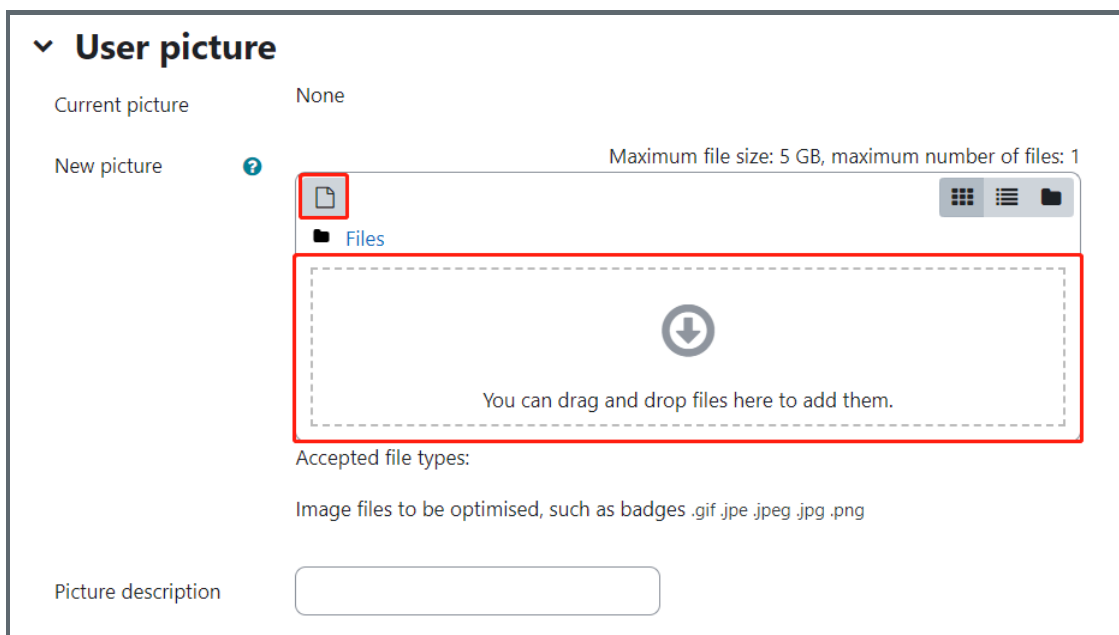 User picture
Current picture
None
New picture
Maximum file size: 5 GB, maximum number of files: 1
Files
You can drag and drop files here to add them.
Accepted file types:
Image files to be optimised, such as badges .gif .jpe .jpeg .jpg .png
Picture description